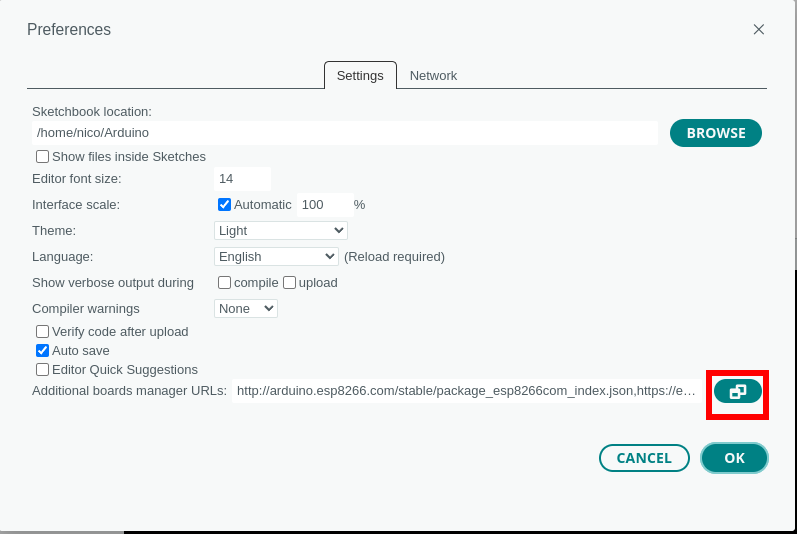 Preferences
Settings Network
Sketchbook location:
/home/nico/Arduino BROWSE
Show files inside Sketches
Editor font size: 14
Interface scale: Automatic 100 %
Theme: Light
Language: English (Reload required)
Show verbose output during compile upload
Compiler warnings None
Verify code after upload
Auto save
Editor Quick Suggestions
Additional boards manager URLs: http://arduino.esp8266.com/stable/package_esp8266com_index.json,https://e…
CANCEL OK